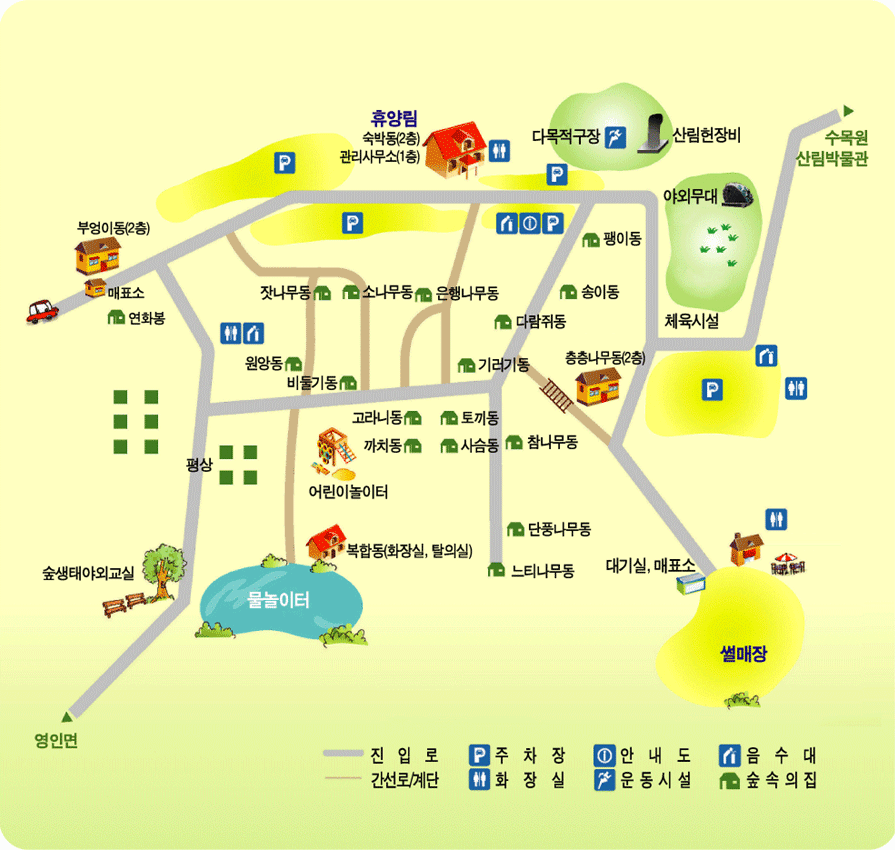 휴양림
숙박동(2층)
관리사무소(1층)
다목적구장
산림헌장비
수목원
산림박물관
야외무대
부엉이동(2층)
팽이동
매표소
연화봉
잣나무동
소나무동
은행나무동
송이동
다람쥐동
체육시설
원앙동
비둘기동
기러기동
층층나무동(2층)
고라니동
토끼동
까치동
사슴동
참나무동
평상
어린이놀이터
단풍나무동
복합동(화장실, 탈의실)
느티나무동
대기실, 매표소
숲생태야외교실
물놀이터
썰매장
영인면
진 입 로
주 차 장
안 내 도
음 수 대
간선로/계단
화 장 실
운동시설
숲속의집